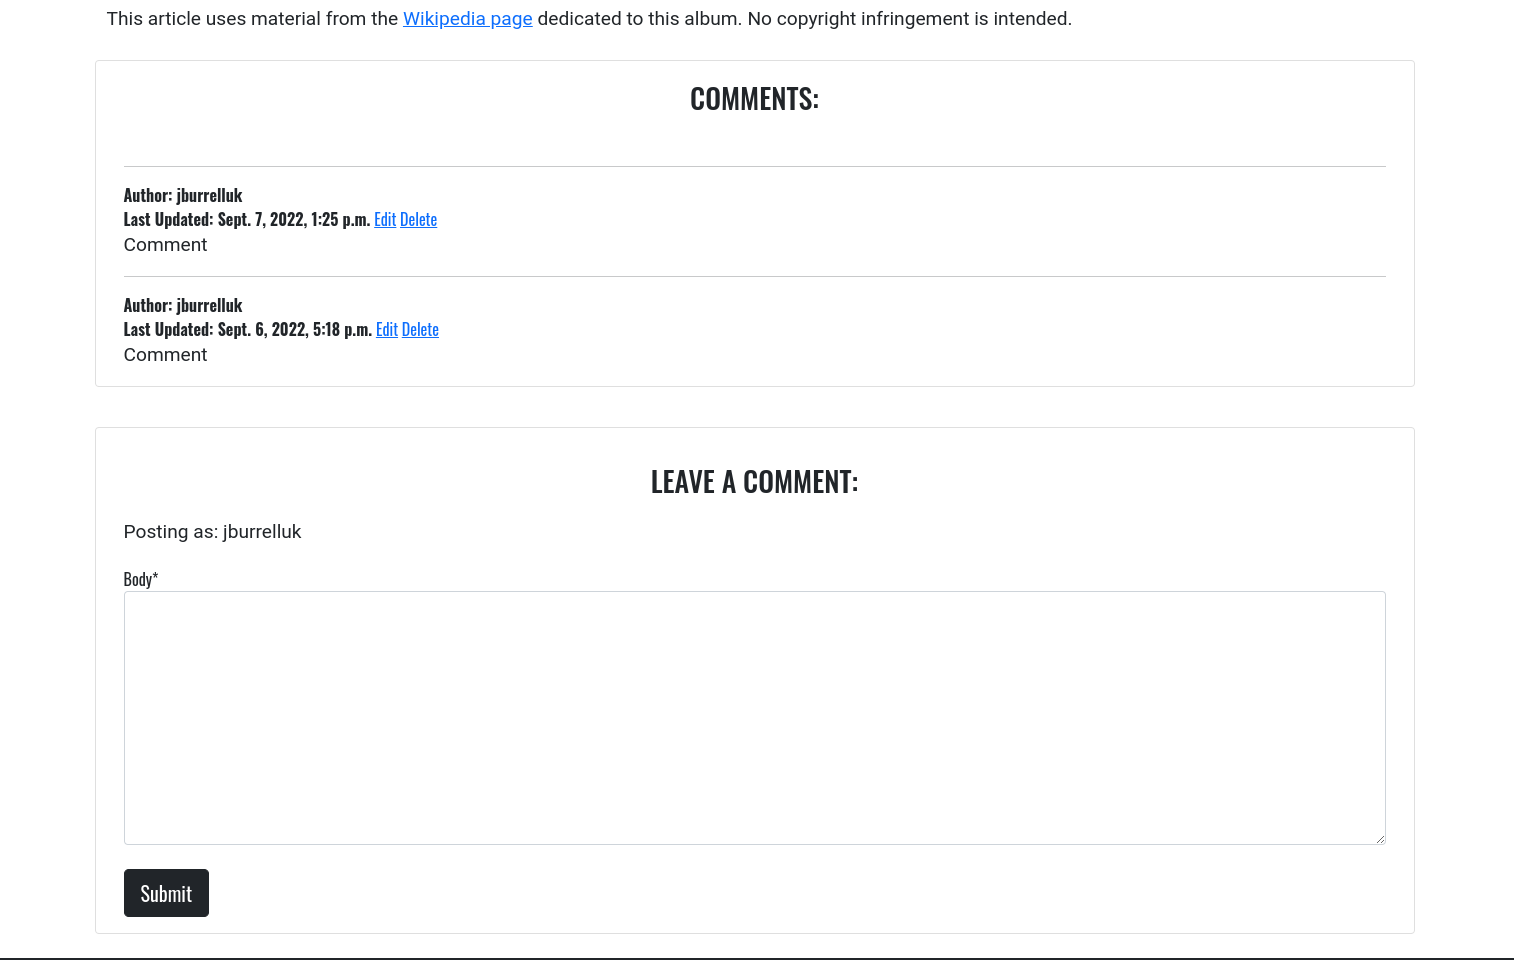 This article uses material from the Wikipedia page dedicated to this album. No copyright infringement is intended.
COMMENTS:
Author: jburrelluk
Last Updated: Sept. 7, 2022, 1:25 p.m. Edit Delete
Comment
Author: jburrelluk
Last Updated: Sept. 6, 2022, 5:18 p.m. Edit Delete
Comment
LEAVE A COMMENT:
Posting as: jburrelluk
Body*
Submit